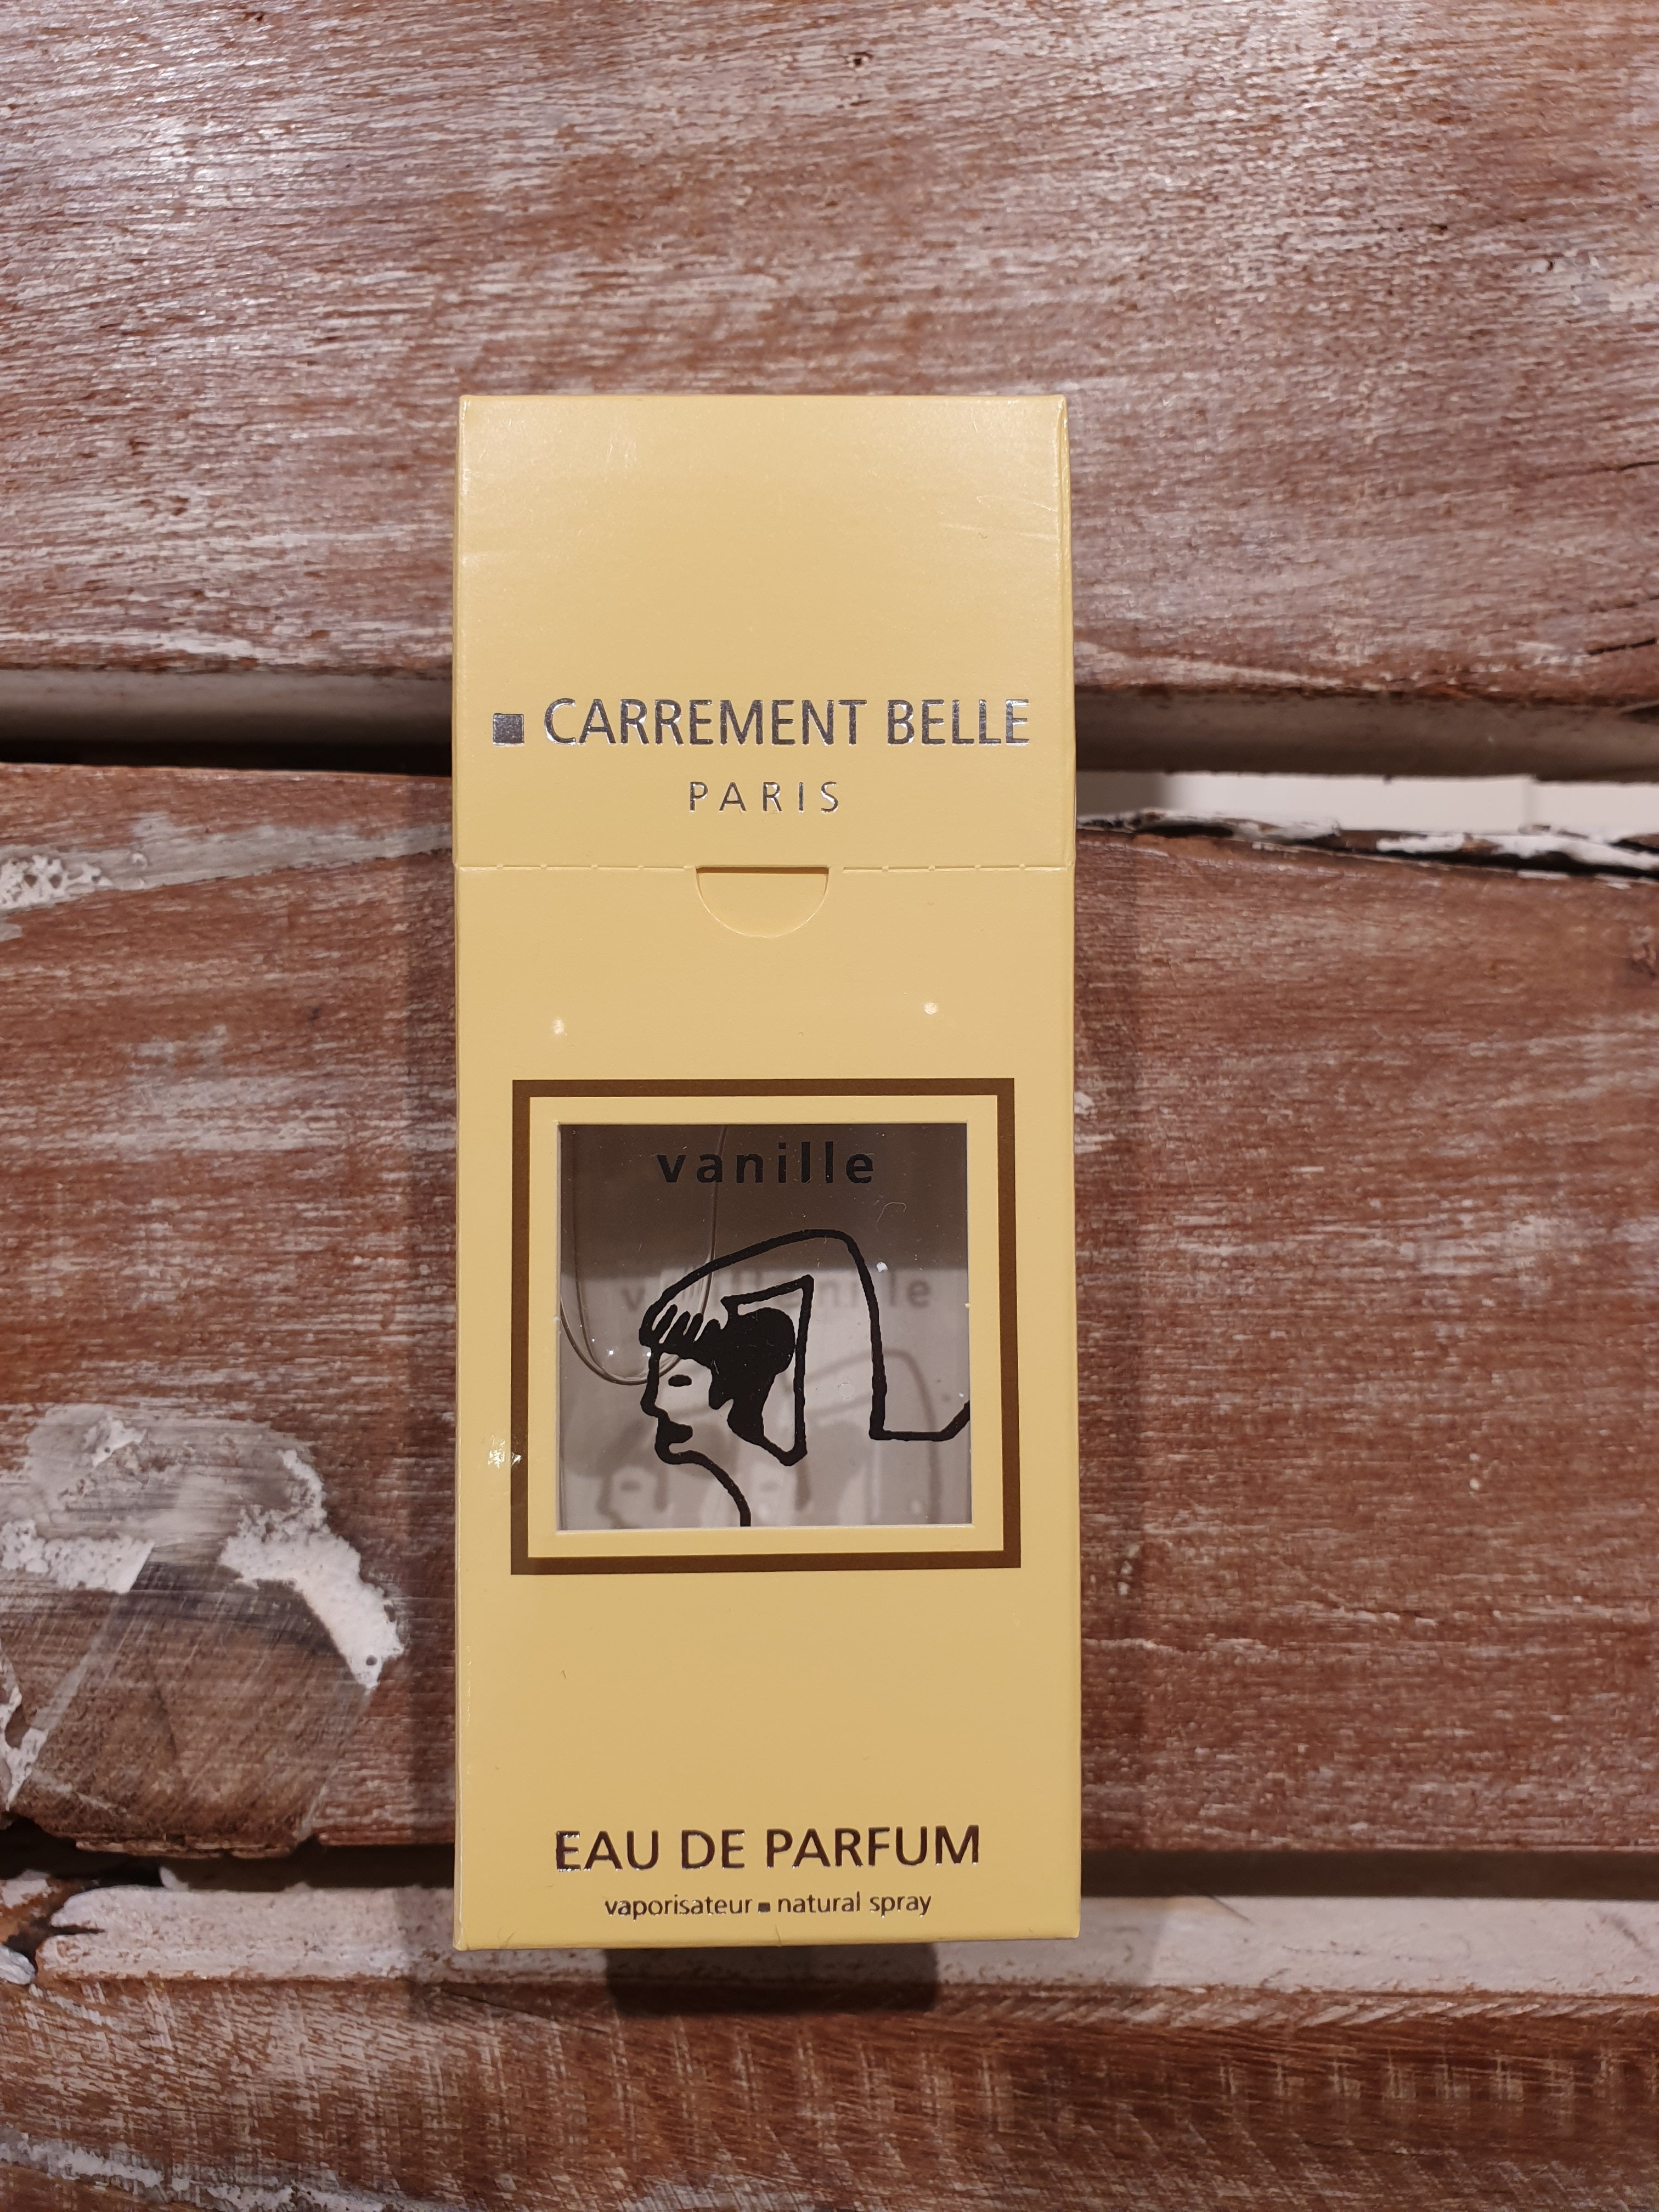 CARREMENT BELLE
PARIS
vanille
EAU DE PARFUM
vaporisateur ▪ natural spray